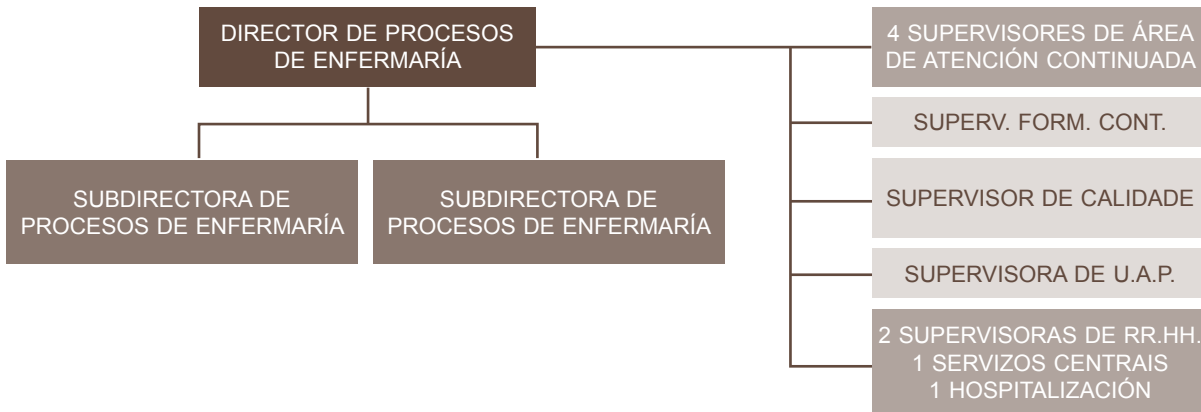 DIRECTOR DE PROCESOS
DE ENFERMARÍA
4 SUPERVISORES DE ÁREA
DE ATENCIÓN CONTINUADA
SUPERV. FORM. CONT.
SUBDIRECTORA DE
PROCESOS DE ENFERMARÍA
SUBDIRECTORA DE
PROCESOS DE ENFERMARÍA
SUPERVISOR DE CALIDADE
SUPERVISORA DE U.A.P.
2 SUPERVISORAS DE RR.HH.
1 SERVIZOS CENTRAIS
1 HOSPITALIZACIÓN